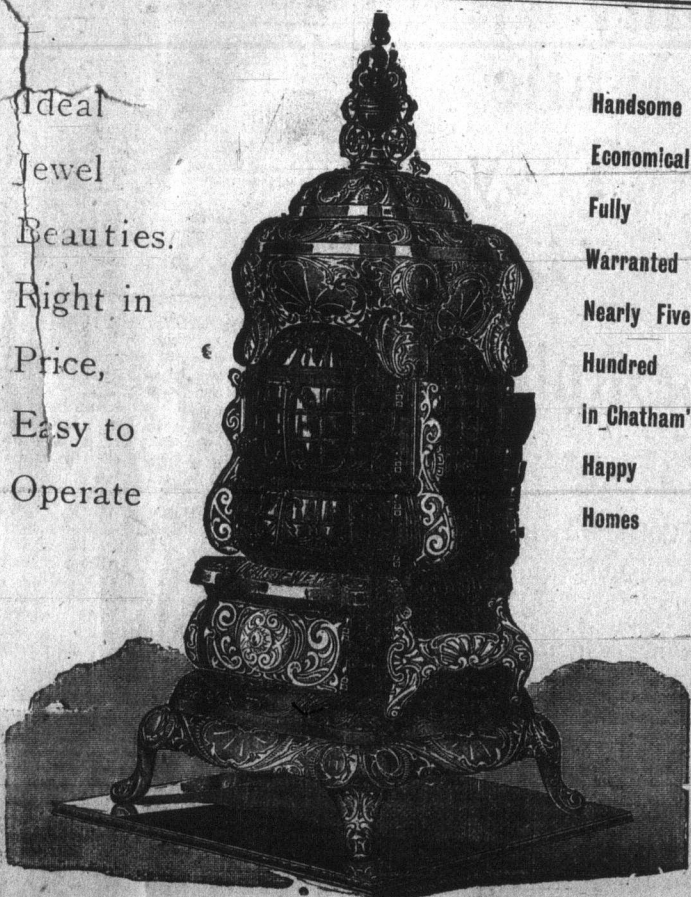 Ideal
Jewel
Beauties.
Right in
Price,
Easy to
Operate
Handsome
Economical
Fully
Warranted
Nearly Five
Hundred
in Chatham'
Happy
Homes